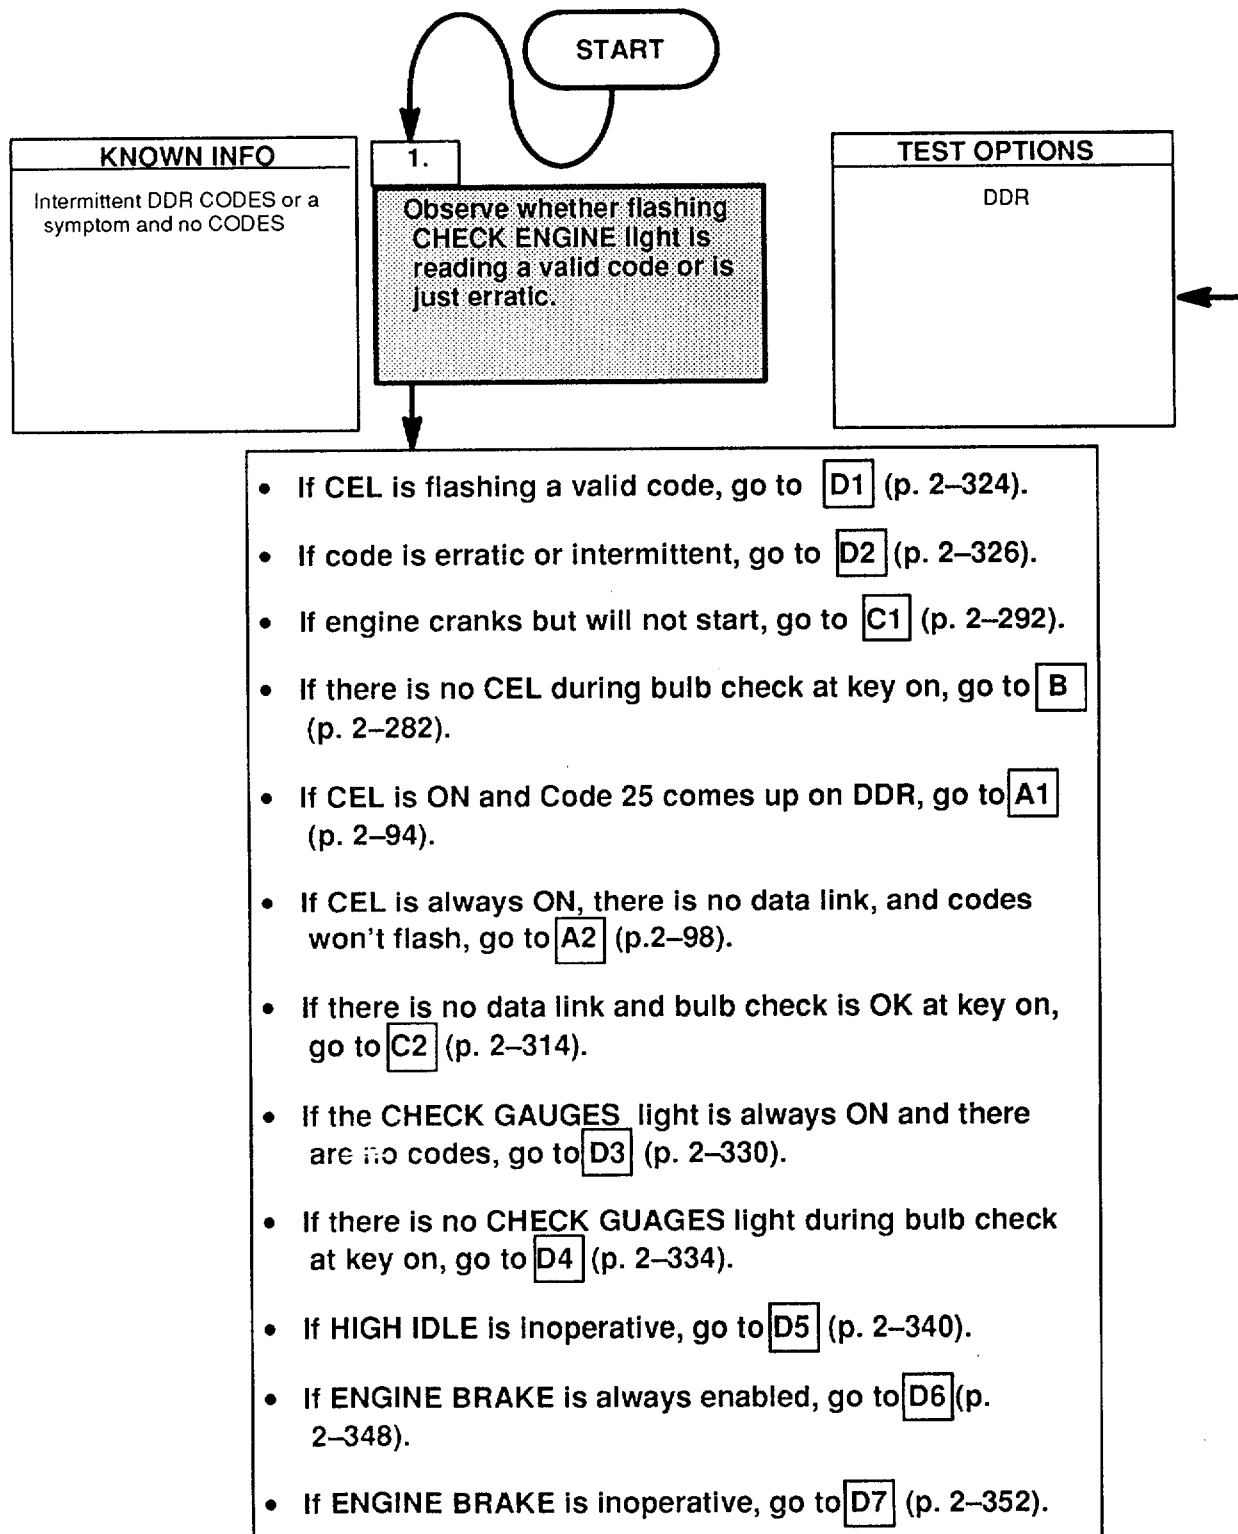 START
KNOWN INFO
Intermittent DDR CODES or a
symptom and no CODES
1.
Observe whether flashing
CHECK ENGINE light is
reading a valid code or is
just erratic.
TEST OPTIONS
DDR
• If CEL is flashing a valid code, go to D1 (p. 2–324).
• If code is erratic or intermittent, go to D2 (p. 2–326).
• If engine cranks but will not start, go to C1 (p. 2–292).
• If there is no CEL during bulb check at key on, go to B
(p. 2–282).
• If CEL is ON and Code 25 comes up on DDR, go to A1
(p. 2–94).
• If CEL is always ON, there is no data link, and codes
won't flash, go to A2 (p.2–98).
• If there is no data link and bulb check is OK at key on,
go to C2 (p. 2–314).
• If the CHECK GAUGES light is always ON and there
are no codes, go to D3 (p. 2–330).
• If there is no CHECK GUAGES light during bulb check
at key on, go to D4 (p. 2–334).
• If HIGH IDLE is inoperative, go to D5 (p. 2–340).
• If ENGINE BRAKE is always enabled, go to D6 (p.
2–348).
• If ENGINE BRAKE is inoperative, go to D7 (p. 2–352).